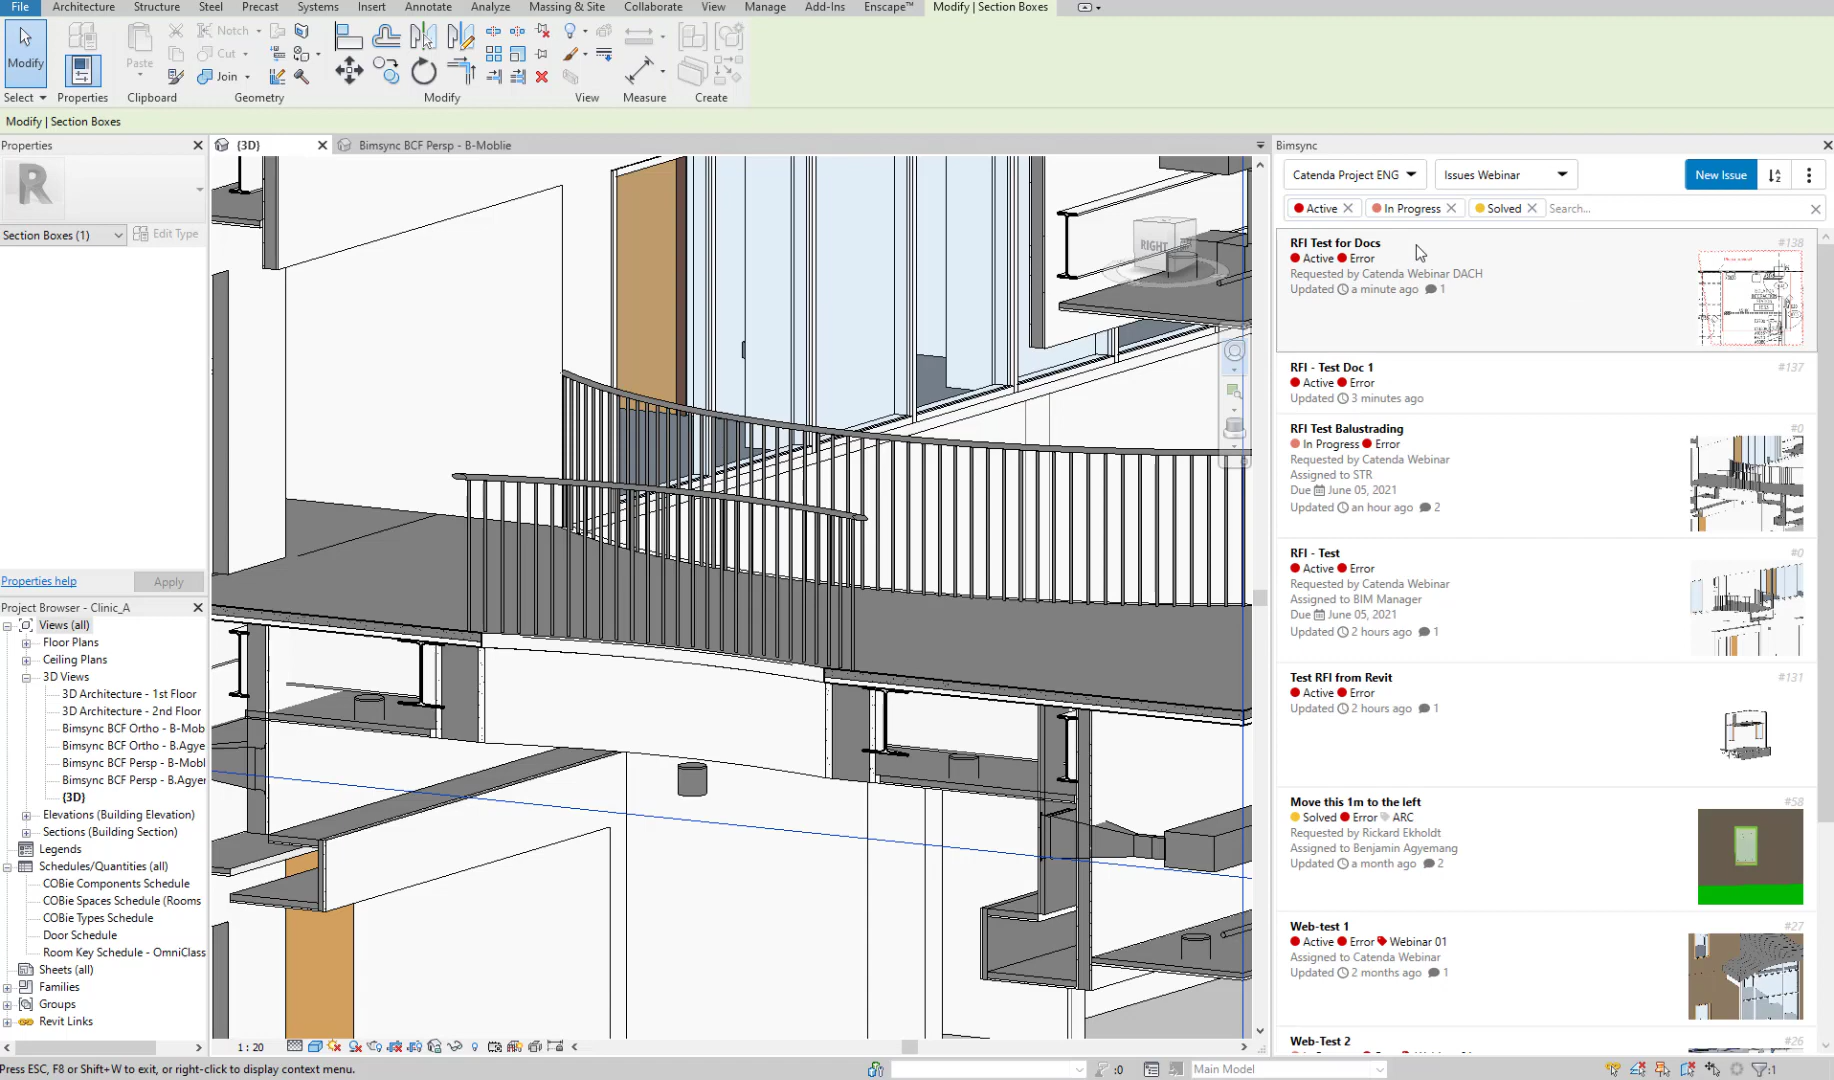 File Architecture Structure Steel Precast Systems Insert Annotate Analyze Massing & Site Collaborate View Manage Add-Ins Enscape™ Modify | Section Boxes
Modify
Paste
Notch
Cut
Join
Select Properties Clipboard Geometry Modify View Measure Create
Modify | Section Boxes
Properties
{3D}
Bimsync BCF Persp - B-Moblie
Bimsync
R
Section Boxes (1)
Edit Type
Properties help
Apply
Project Browser - Clinic_A
Views (all)
Floor Plans
Ceiling Plans
3D Views
3D Architecture - 1st Floor
3D Architecture - 2nd Floor
Bimsync BCF Ortho - B-Mob
Bimsync BCF Ortho - B.Agye
Bimsync BCF Persp - B-Mobl
Bimsync BCF Persp - B.Agyer
{3D}
Elevations (Building Elevation)
Sections (Building Section)
Legends
Schedules/Quantities (all)
COBie Components Schedule
COBie Spaces Schedule (Rooms
COBie Types Schedule
Door Schedule
Room Key Schedule - OmniClass
Sheets (all)
Families
Groups
Revit Links
RIGHT
1 : 20
Catenda Project ENG
Issues Webinar
New Issue
Active
In Progress
Solved
Search...
RFI Test for Docs
#138
Active Error
Requested by Catenda Webinar DACH
Updated a minute ago 1
RFI - Test Doc 1
#137
Active Error
Updated 3 minutes ago
RFI Test Balustrading
#0
In Progress Error
Requested by Catenda Webinar
Assigned to STR
Due June 05, 2021
Updated an hour ago 2
RFI - Test
#0
Active Error
Requested by Catenda Webinar
Assigned to BIM Manager
Due June 05, 2021
Updated 2 hours ago 1
Test RFI from Revit
#131
Active Error
Updated 2 hours ago 1
Move this 1m to the left
#58
Solved Error ARC
Requested by Rickard Ekholdt
Assigned to Benjamin Agyemang
Updated a month ago 2
Web-test 1
#27
Active Error Webinar 01
Assigned to Catenda Webinar
Updated 2 months ago 1
Web-Test 2
#26
Press ESC, F8 or Shift+W to exit, or right-click to display context menu.
:0
Main Model
:1